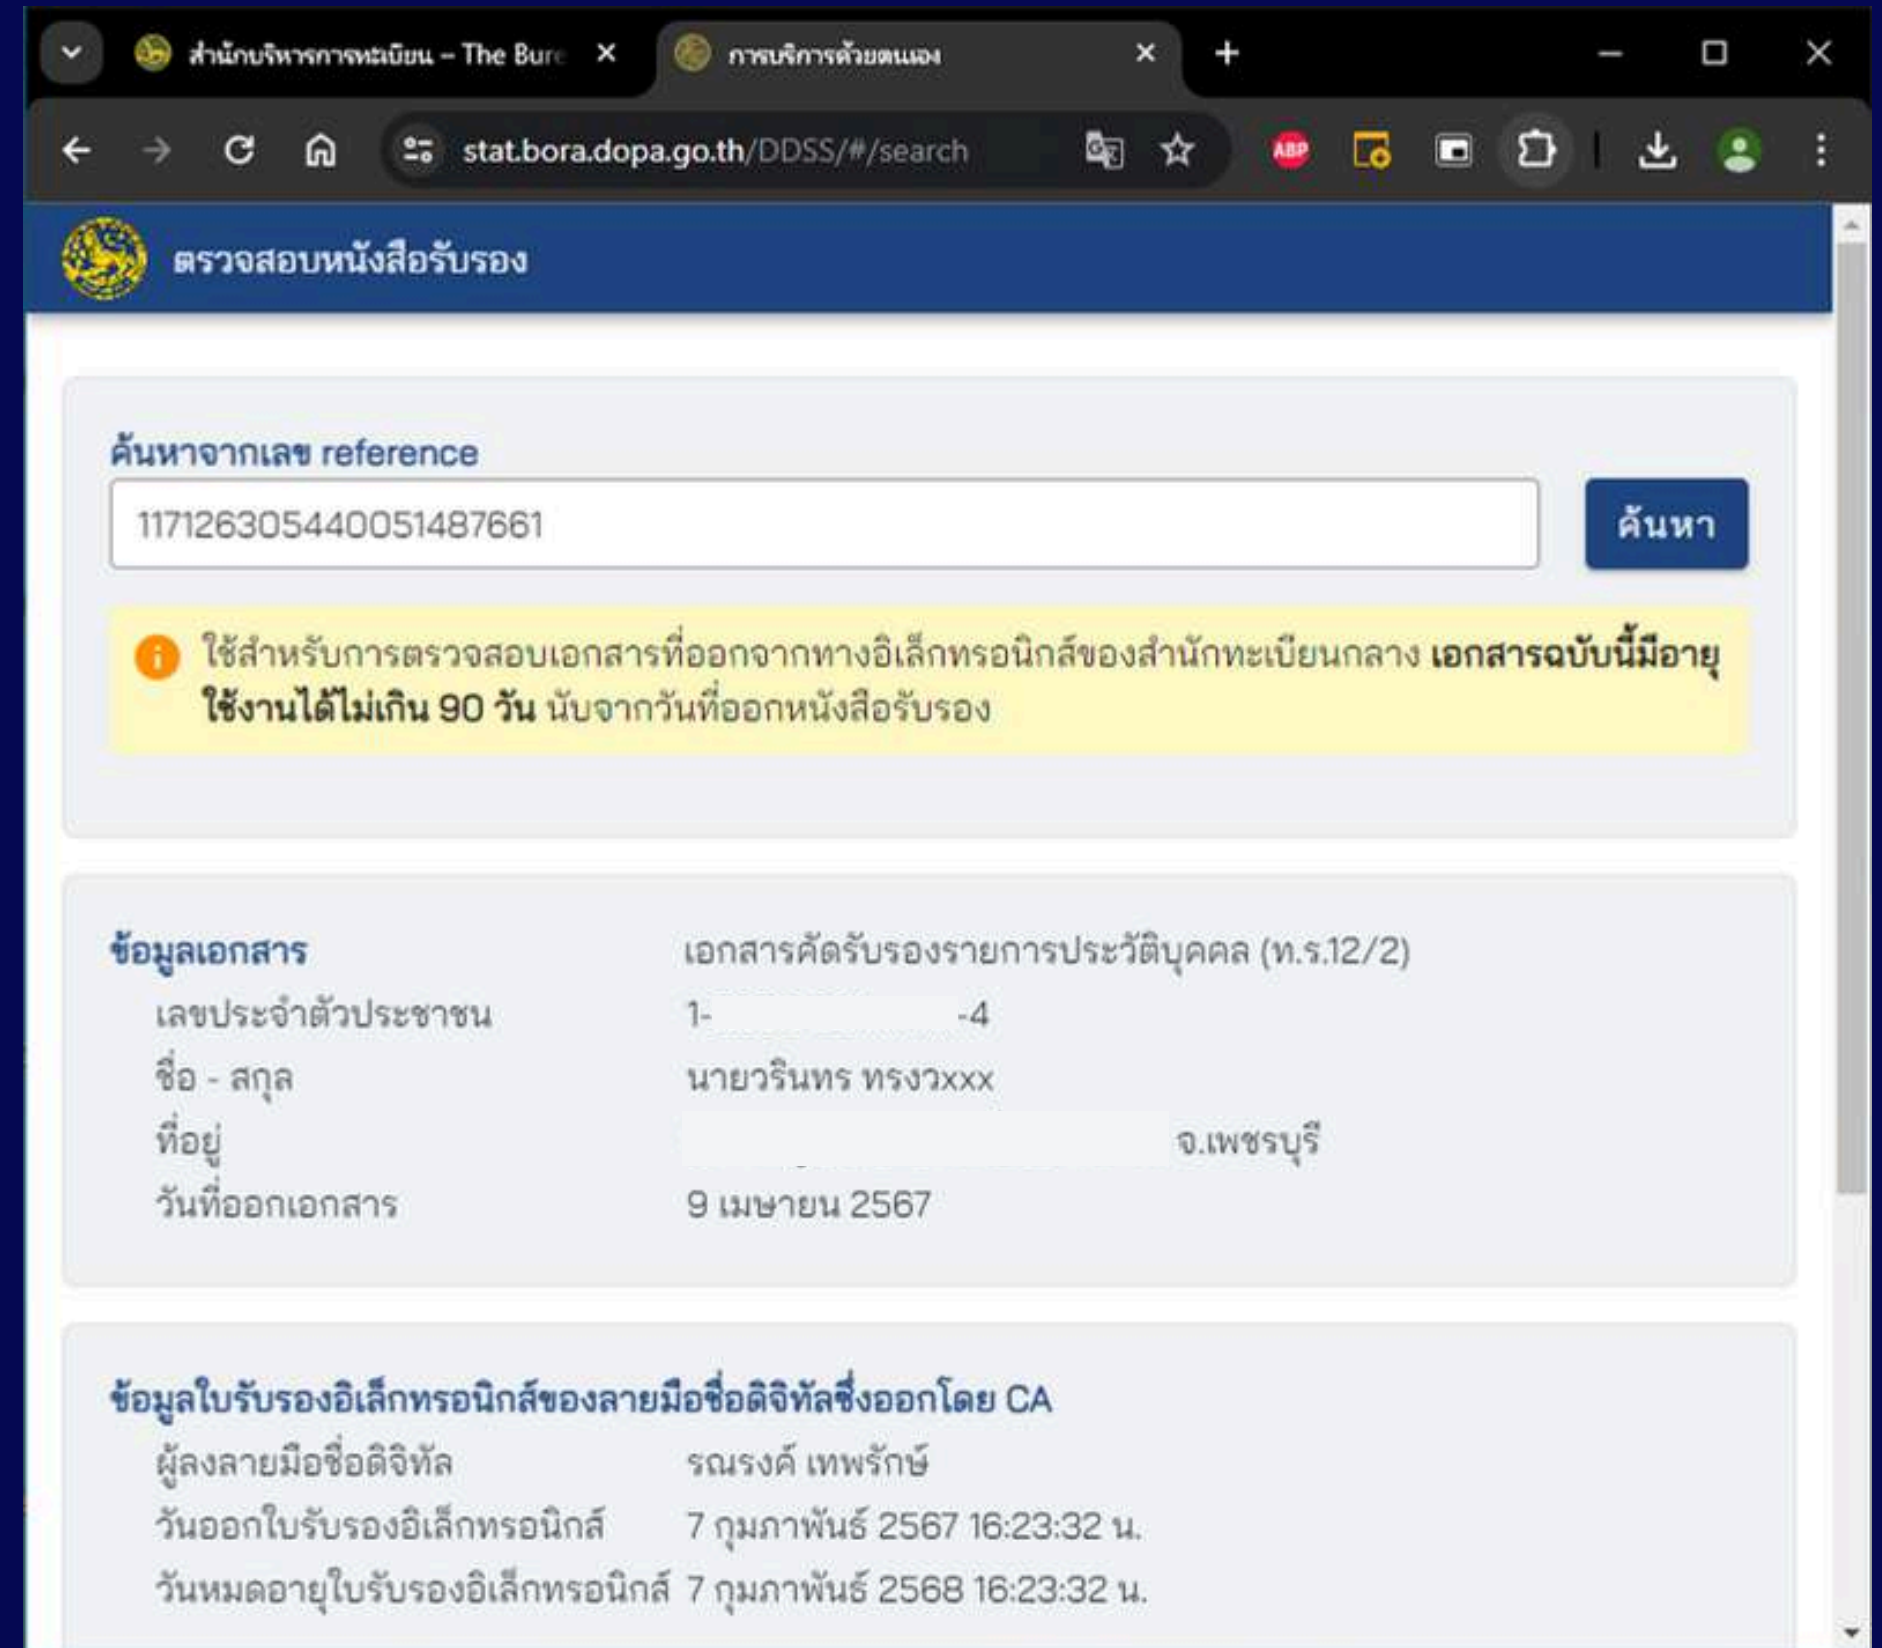 สำนักบริหารการทะเบียน – The Bure
การบริการด้วยตนเอง
stat.bora.dopa.go.th/DDSS/#/search
ABP
ตรวจสอบหนังสือรับรอง
ค้นหาจากเลข reference
117126305440051487661
ค้นหา
ใช้สำหรับการตรวจสอบเอกสารที่ออกจากทางอิเล็กทรอนิกส์ของสำนักทะเบียนกลาง เอกสารฉบับนี้มีอายุ
ใช้งานได้ไม่เกิน 90 วัน นับจากวันที่ออกหนังสือรับรอง
ข้อมูลเอกสาร เอกสารคัดรับรองรายการประวัติบุคคล (ท.ร.12/2)
เลขประจำตัวประชาชน 1- -4
ชื่อ - สกุล นายวรินทร ทรงวxxx
ที่อยู่ จ.เพชรบุรี
วันที่ออกเอกสาร 9 เมษายน 2567
ข้อมูลใบรับรองอิเล็กทรอนิกส์ของลายมือชื่อดิจิทัลซึ่งออกโดย CA
ผู้ลงลายมือชื่อดิจิทัล รณรงค์ เทพรักษ์
วันออกใบรับรองอิเล็กทรอนิกส์ 7 กุมภาพันธ์ 2567 16:23:32 น.
วันหมดอายุใบรับรองอิเล็กทรอนิกส์ 7 กุมภาพันธ์ 2568 16:23:32 น.